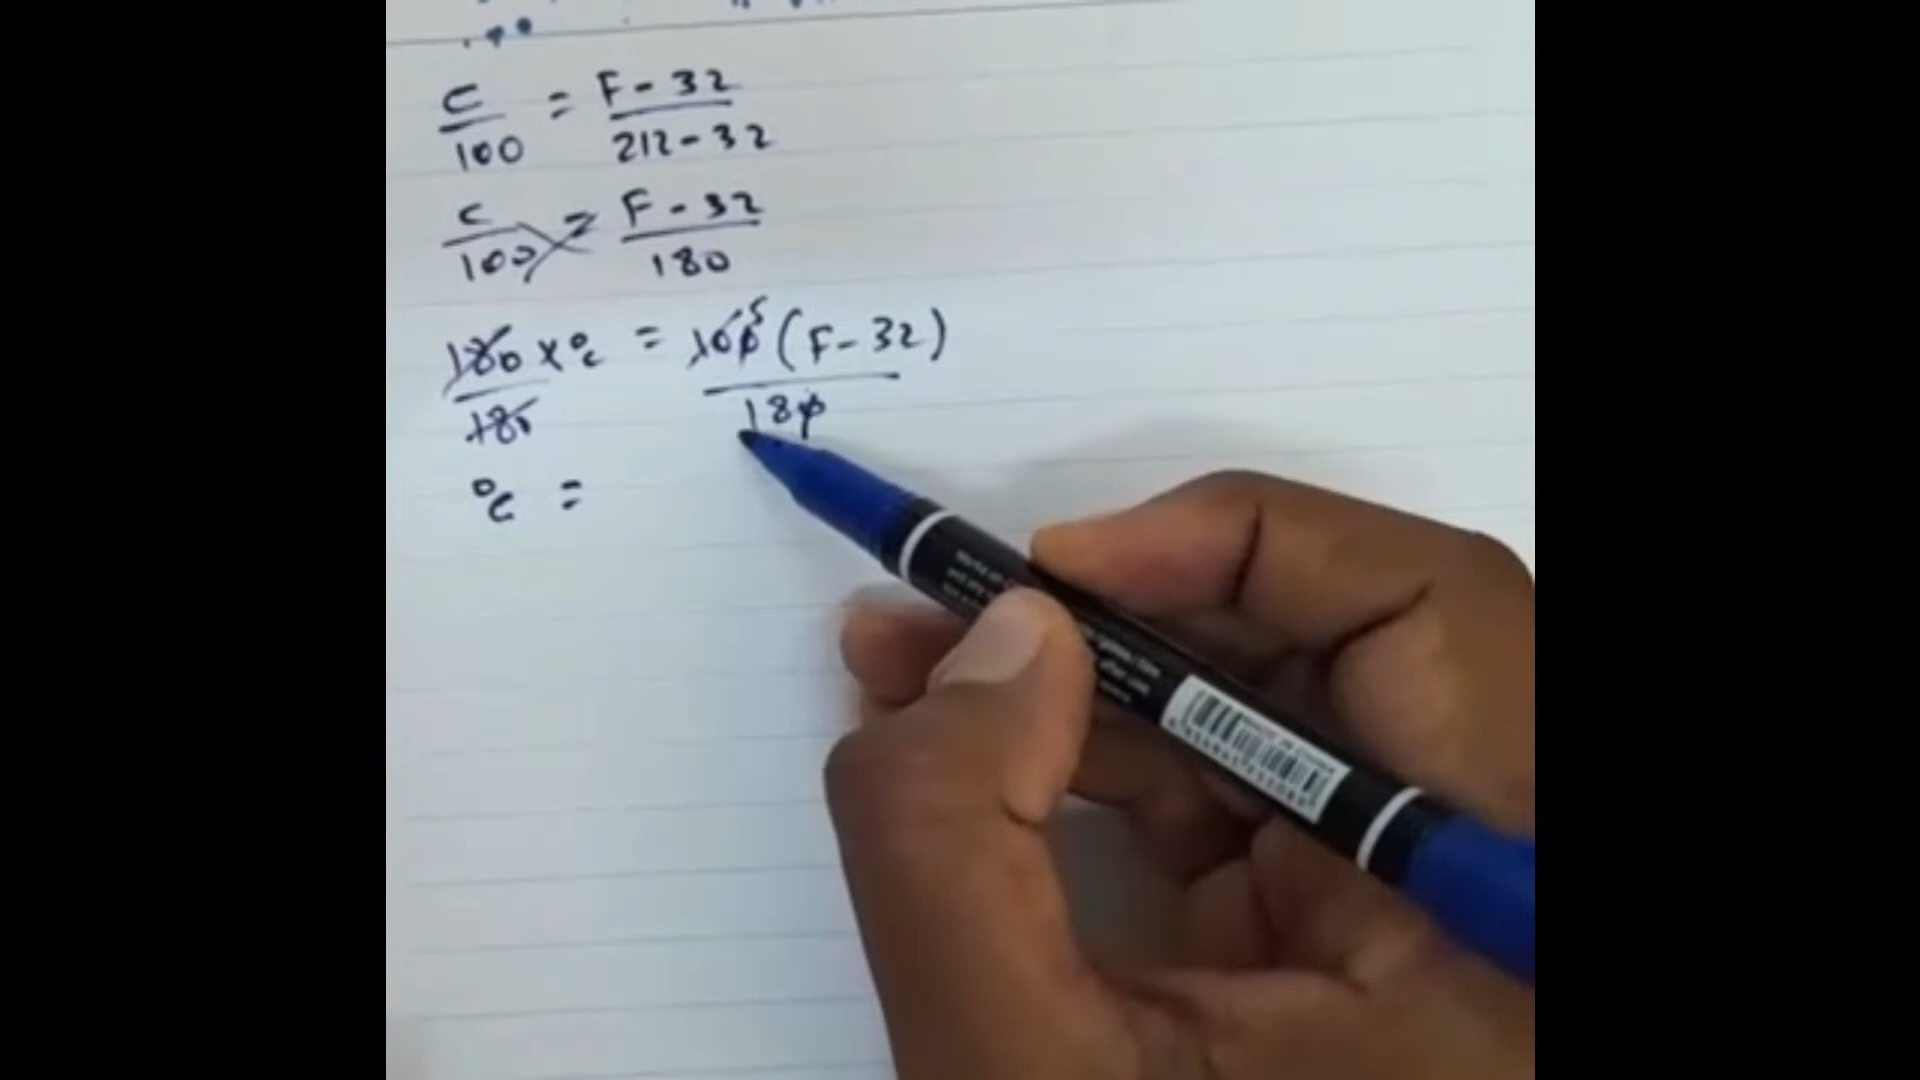 C/100 = F - 32/212 - 32
C/100 = F - 32/180
180 × °C/180 = 100 5 (F - 32)/180
°C =